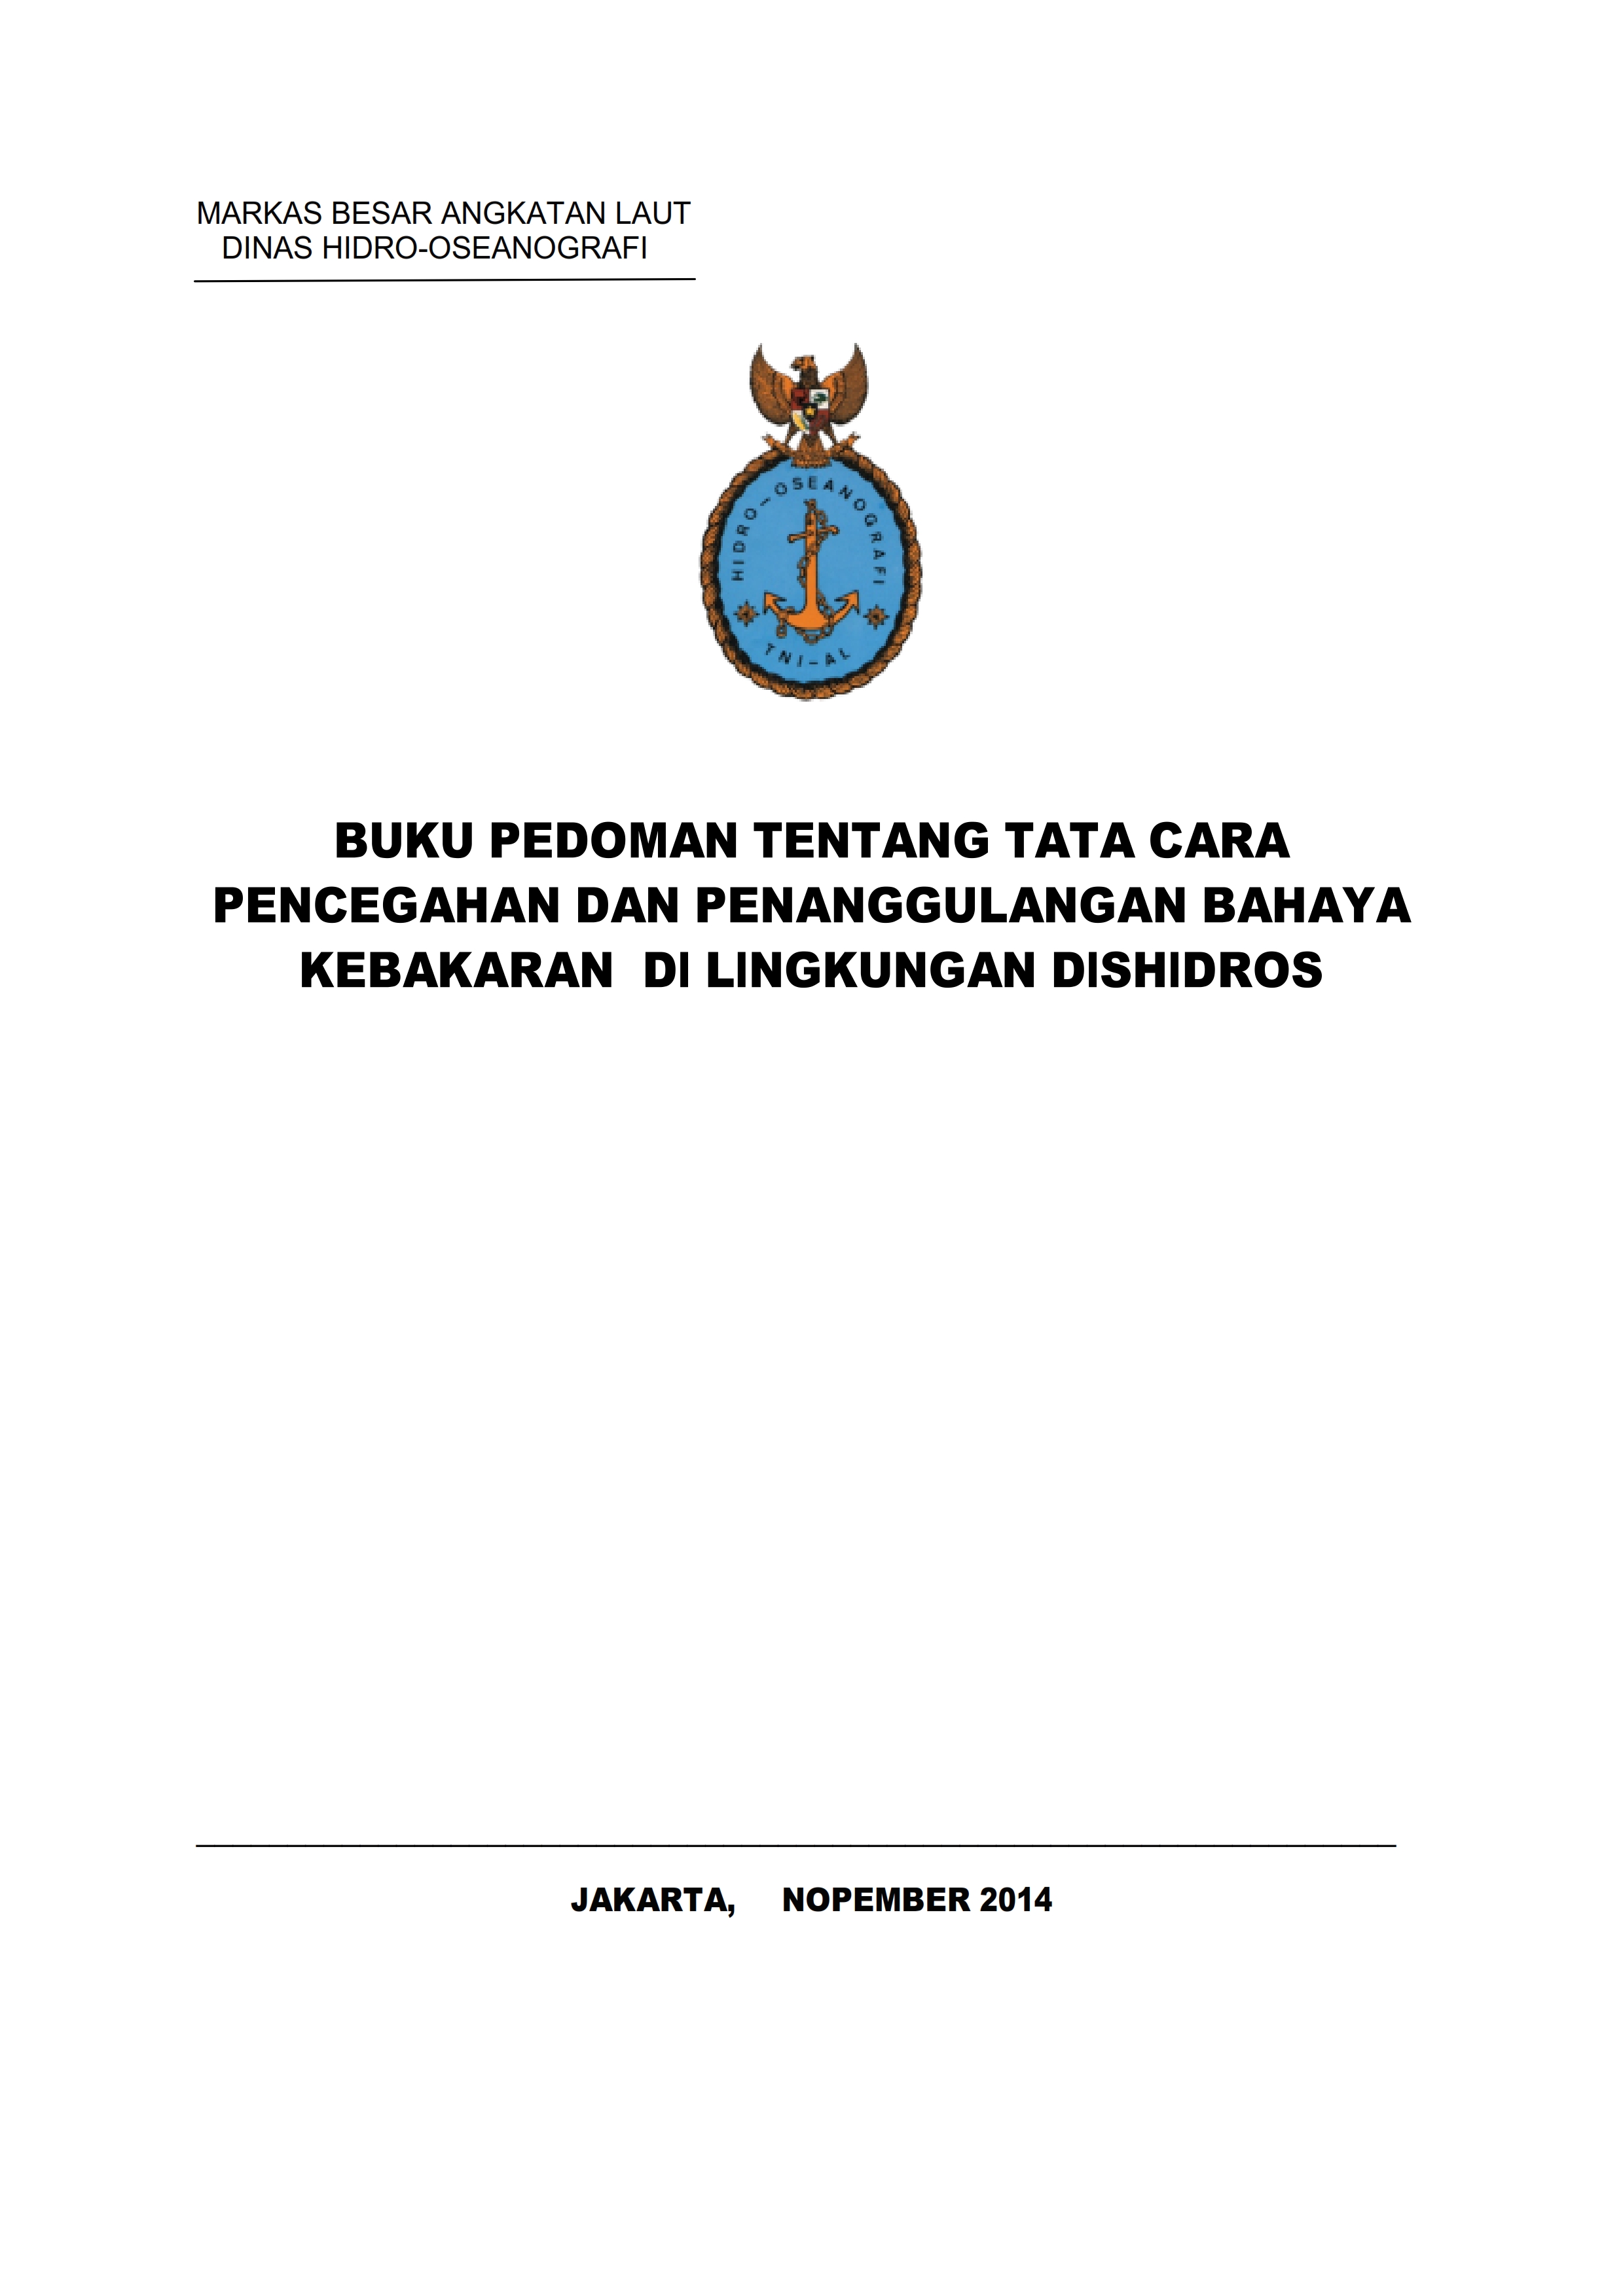 MARKAS BESAR ANGKATAN LAUT
DINAS HIDRO-OSEANOGRAFI
HIDRO-OSEANOGRAFI
TNI-AL
BUKU PEDOMAN TENTANG TATA CARA
PENCEGAHAN DAN PENANGGULANGAN BAHAYA
KEBAKARAN DI LINGKUNGAN DISHIDROS
JAKARTA, NOPEMBER 2014